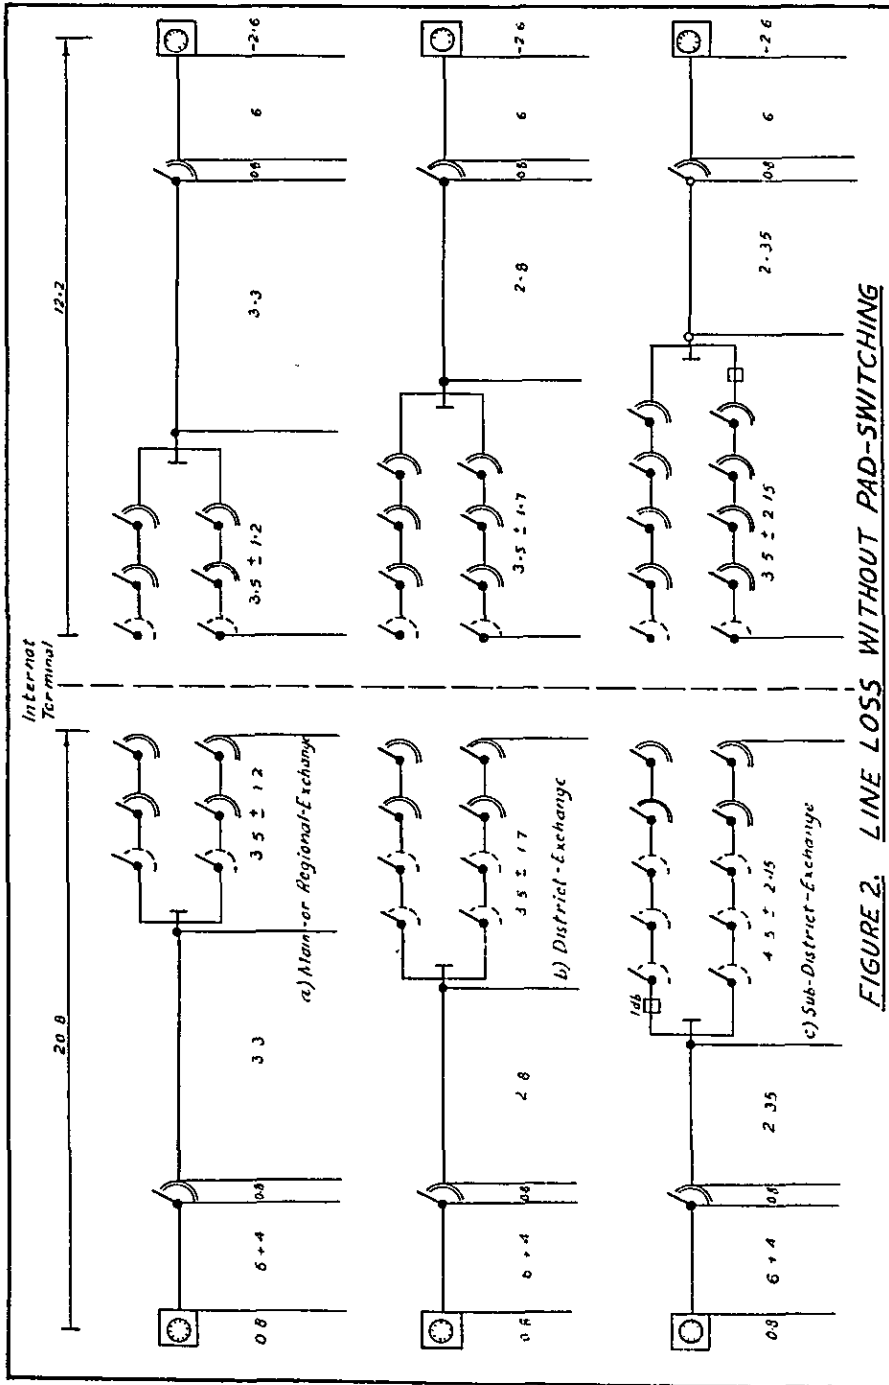 Internal
Terminal
20 8
12·2
0 8 6 + 4 0.8 3 3 3 5 ± 1 2 3.5 ± 1·2 3·3 0.8 6 -2·6
a) Main-or Regional-Exchange
0.8 6 + 4 0.8 2 8 3 5 ± 1 7 3·5 ± 1·7 2·8 0.8 6 -2 6
b) District-Exchange
1db
0.8 6 + 4 0.8 2 35 4 5 ± 2·15 3 5 ± 2 15 2·35 0.8 6 -2 6
c) Sub-District-Exchange
FIGURE 2. LINE LOSS WITHOUT PAD-SWITCHING